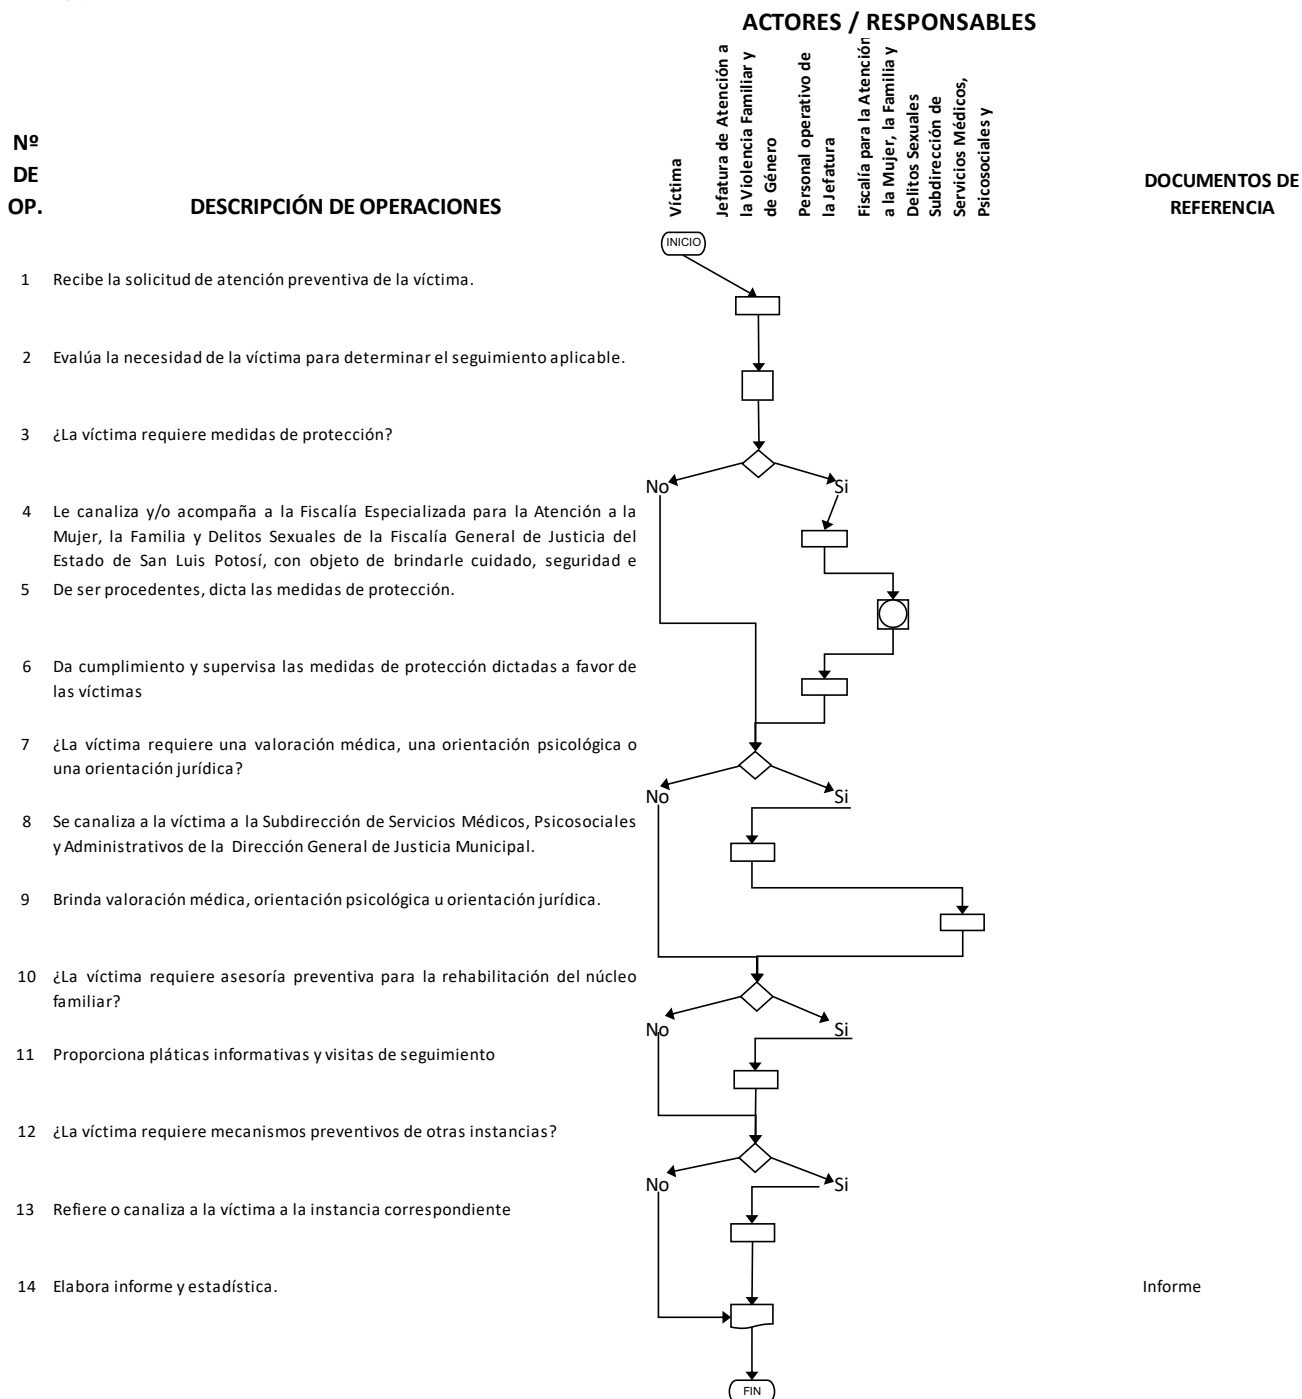 ACTORES / RESPONSABLES
Nº
DE
OP.
DESCRIPCIÓN DE OPERACIONES
Víctima
Jefatura de Atención a
la Violencia Familiar y
de Género
Personal operativo de
la Jefatura
Fiscalía para la Atención
a la Mujer, la Familia y
Delitos Sexuales
Subdirección de
Servicios Médicos,
Psicosociales y
DOCUMENTOS DE
REFERENCIA
INICIO
1 Recibe la solicitud de atención preventiva de la víctima.
2 Evalúa la necesidad de la víctima para determinar el seguimiento aplicable.
3 ¿La víctima requiere medidas de protección?
No
Si
4 Le canaliza y/o acompaña a la Fiscalía Especializada para la Atención a la
Mujer, la Familia y Delitos Sexuales de la Fiscalía General de Justicia del
Estado de San Luis Potosí, con objeto de brindarle cuidado, seguridad e
5 De ser procedentes, dicta las medidas de protección.
6 Da cumplimiento y supervisa las medidas de protección dictadas a favor de
las víctimas
7 ¿La víctima requiere una valoración médica, una orientación psicológica o
una orientación jurídica?
No
Si
8 Se canaliza a la víctima a la Subdirección de Servicios Médicos, Psicosociales
y Administrativos de la Dirección General de Justicia Municipal.
9 Brinda valoración médica, orientación psicológica u orientación jurídica.
10 ¿La víctima requiere asesoría preventiva para la rehabilitación del núcleo
familiar?
No
Si
11 Proporciona pláticas informativas y visitas de seguimiento
12 ¿La víctima requiere mecanismos preventivos de otras instancias?
No
Si
13 Refiere o canaliza a la víctima a la instancia correspondiente
14 Elabora informe y estadística.
Informe
FIN